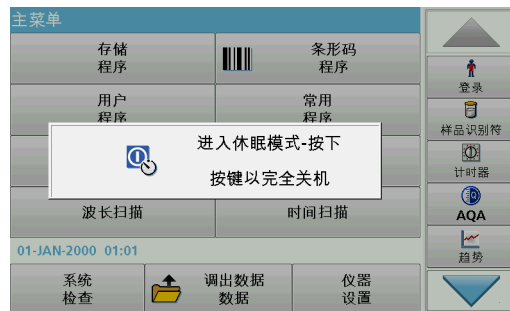 主菜单
存储
程序
条形码
程序
用户
程序
常用
程序
进入休眠模式-按下
按键以完全关机
波长扫描
时间扫描
01-JAN-2000 01:01
系统
检查
调出数据
数据
仪器
设置
登录
样品识别符
计时器
AQA
趋势